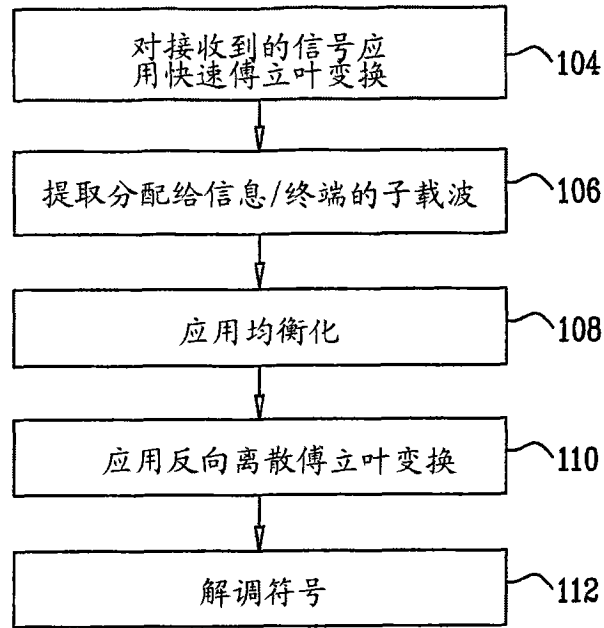 对接收到的信号应
用快速傅立叶变换
104
提取分配给信息/终端的子载波
106
应用均衡化
108
应用反向离散傅立叶变换
110
解调符号
112